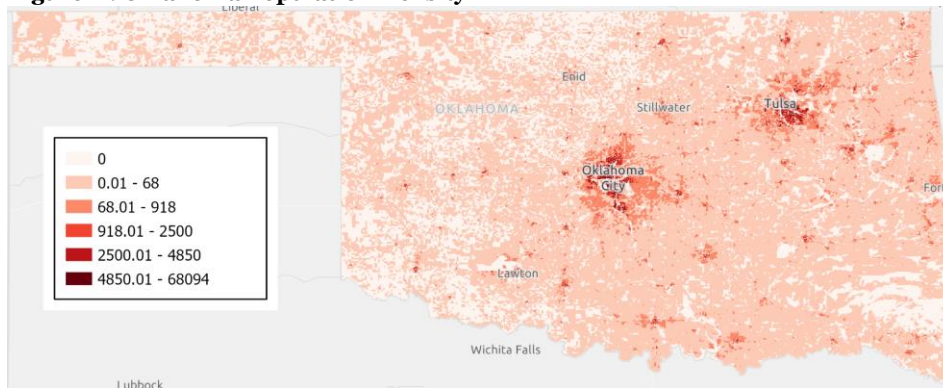 Liberal
Enid
OKLAHOMA
Stillwater
Tulsa
Oklahoma
City
Fort
Lawton
Wichita Falls
Lubbock
0
0.01 - 68
68.01 - 918
918.01 - 2500
2500.01 - 4850
4850.01 - 68094